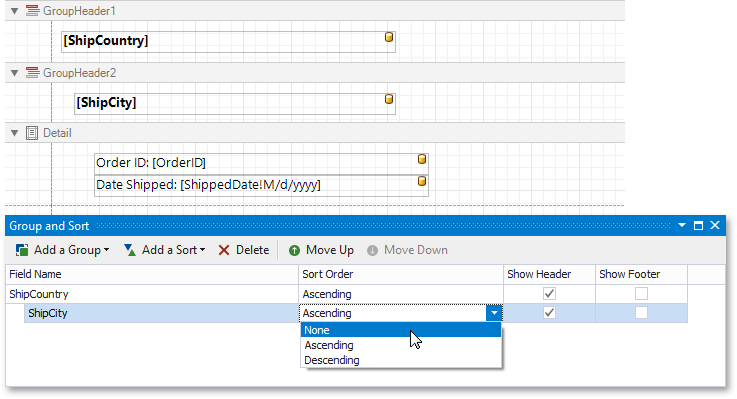 GroupHeader1
[ShipCountry]
GroupHeader2
[ShipCity]
Detail
Order ID: [OrderID]
Date Shipped: [ShippedDate!M/d/yyyy]
Group and Sort
Add a Group Add a Sort Delete Move Up Move Down
Field Name Sort Order Show Header Show Footer
ShipCountry Ascending
ShipCity Ascending
None
Ascending
Descending